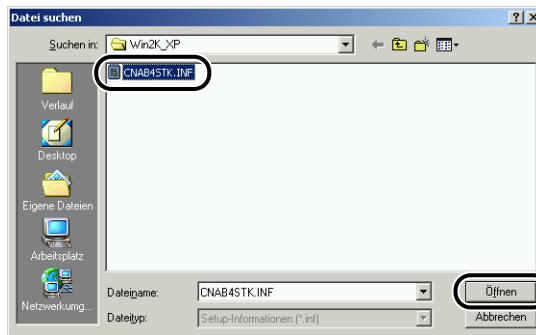 Datei suchen
Suchen in: Win2K_XP
CNAB4STK.INF
Verlauf
Desktop
Eigene Dateien
Arbeitsplatz
Netzwerkumg...
Dateiname: CNAB4STK.INF
Öffnen
Dateityp: Setup-Informationen (*.inf)
Abbrechen